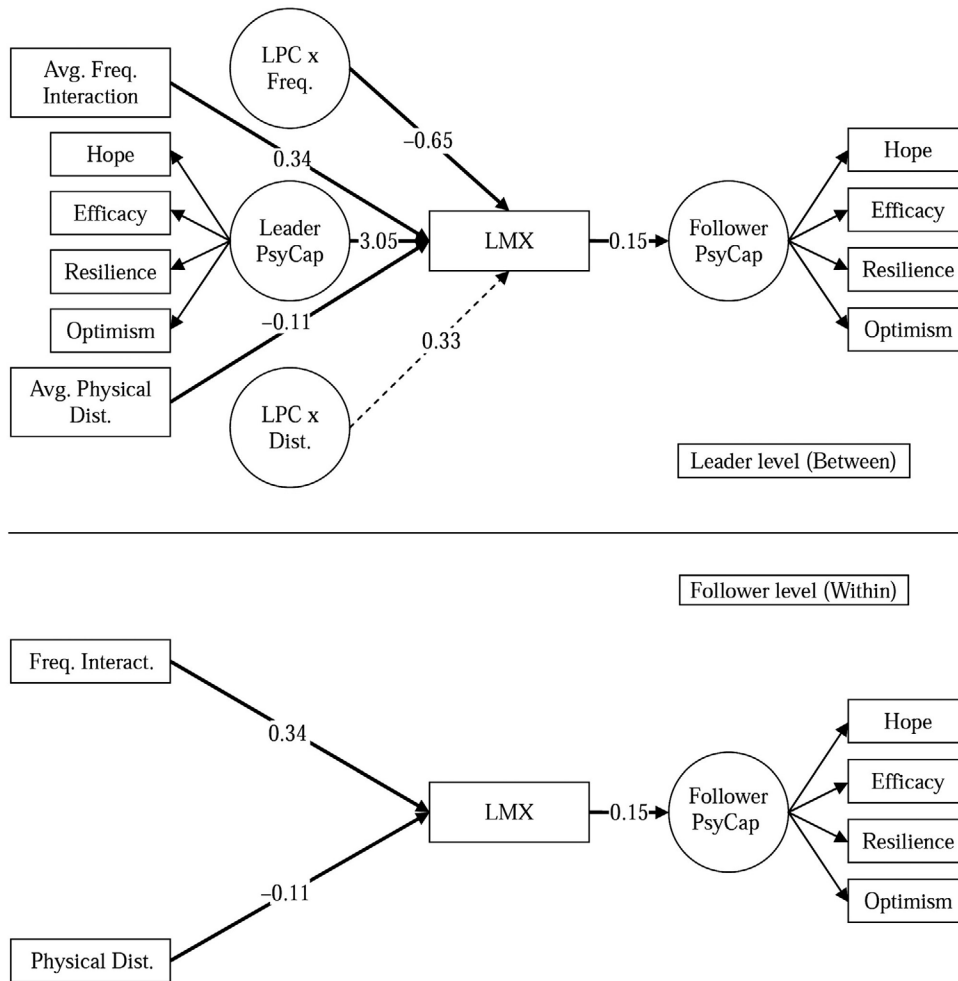 LPC x
Freq.
Avg. Freq.
Interaction
–0.65
Hope
0.34
Hope
Efficacy
Leader
PsyCap
3.05
LMX
0.15
Follower
PsyCap
Efficacy
Resilience
Resilience
Optimism
–0.11
Optimism
0.33
Avg. Physical
Dist.
LPC x
Dist.
Leader level (Between)
Follower level (Within)
Freq. Interact.
0.34
Hope
Efficacy
LMX
0.15
Follower
PsyCap
Resilience
–0.11
Optimism
Physical Dist.